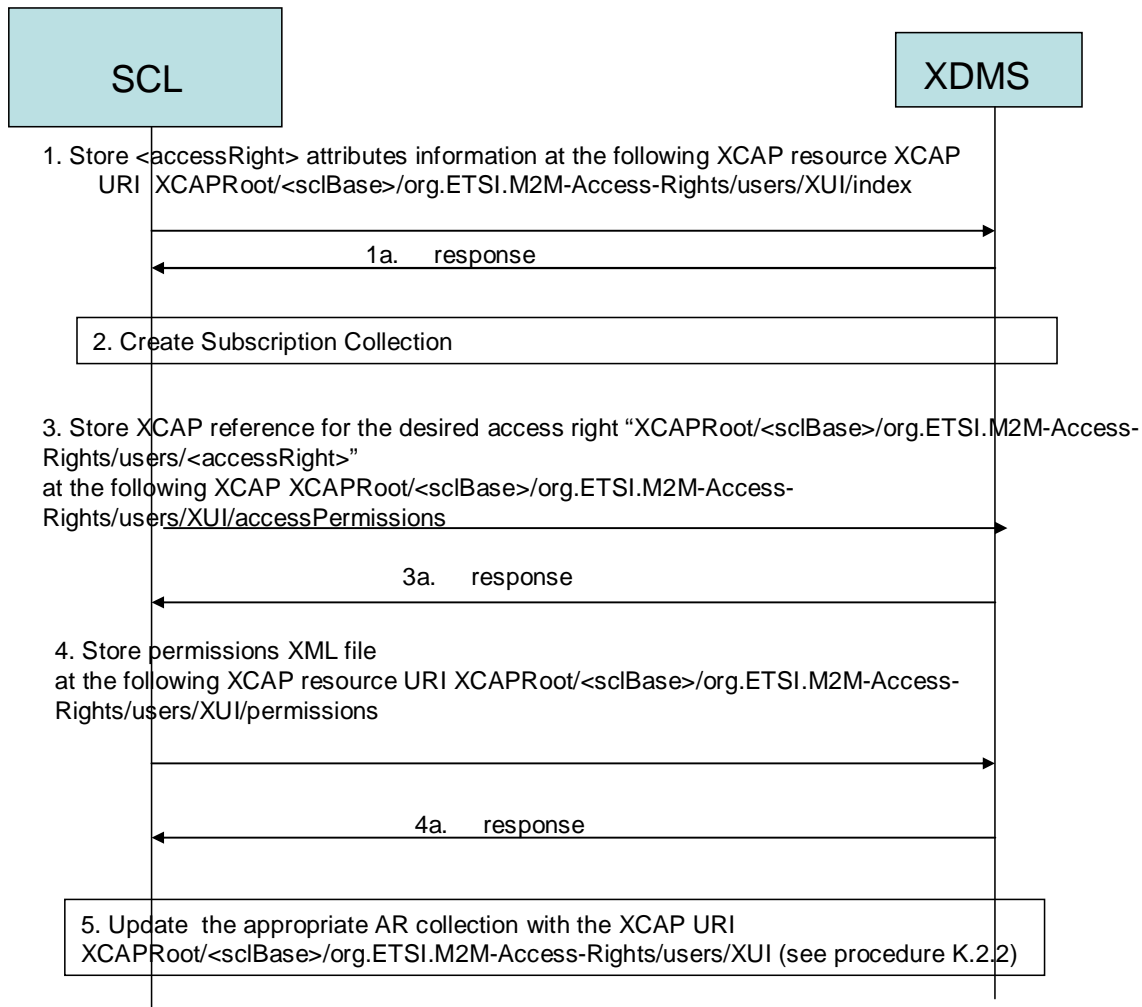 SCL
XDMS
1. Store <accessRight> attributes information at the following XCAP resource XCAP
URI XCAPRoot/<sclBase>/org.ETSI.M2M-Access-Rights/users/XUI/index
1a. response
2. Create Subscription Collection
3. Store XCAP reference for the desired access right “XCAPRoot/<sclBase>/org.ETSI.M2M-Access-
Rights/users/<accessRight>”
at the following XCAP XCAPRoot/<sclBase>/org.ETSI.M2M-Access-
Rights/users/XUI/accessPermissions
3a. response
4. Store permissions XML file
at the following XCAP resource URI XCAPRoot/<sclBase>/org.ETSI.M2M-Access-
Rights/users/XUI/permissions
4a. response
5. Update the appropriate AR collection with the XCAP URI
XCAPRoot/<sclBase>/org.ETSI.M2M-Access-Rights/users/XUI (see procedure K.2.2)